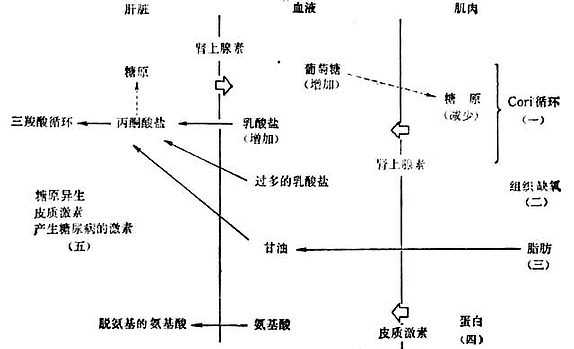 肝脏 血液 肌肉
肾上腺素
糖原
葡萄糖
(增加)
糖 原
(减少)
Cori循环
(一)
三羧酸循环
丙酮酸盐
乳酸盐
(增加)
肾上腺素
过多的乳酸盐
组织缺氧
(二)
糖原异生
皮质激素
产生糖尿病的激素
(五)
甘油
脂肪
(三)
脱氨基的氨基酸
氨基酸
皮质激素
蛋白
(四)